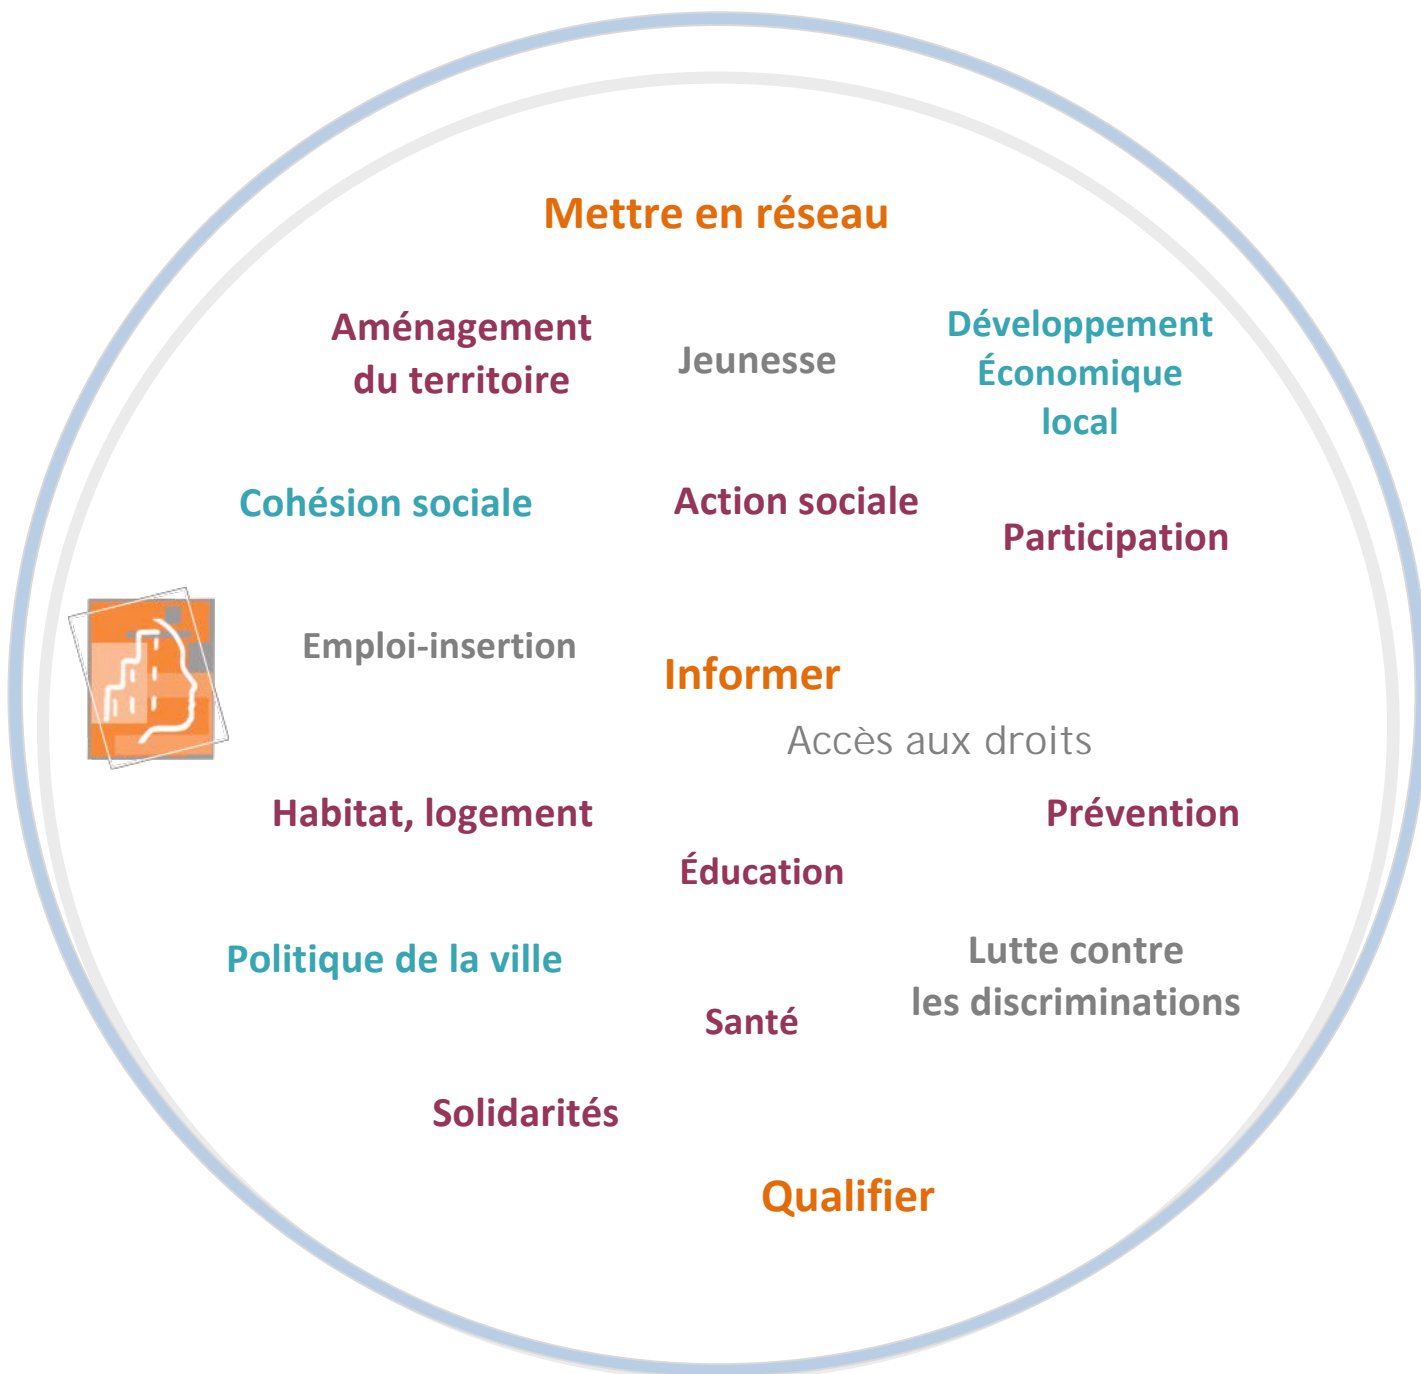 Mettre en réseau
Aménagement
du territoire
Jeunesse
Développement
Économique
local
Cohésion sociale
Action sociale
Participation
Emploi-insertion
Informer
Accès aux droits
Habitat, logement
Prévention
Éducation
Politique de la ville
Lutte contre
les discriminations
Santé
Solidarités
Qualifier